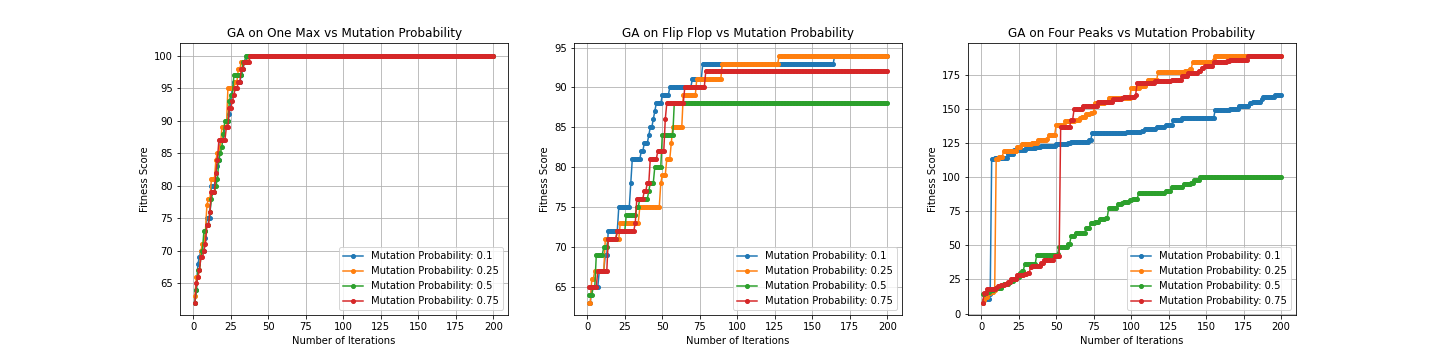 GA on One Max vs Mutation Probability
Fitness Score
100
95
90
85
80
75
70
65
0
25
50
75
100
125
150
175
200
Number of Iterations
Mutation Probability: 0.1
Mutation Probability: 0.25
Mutation Probability: 0.5
Mutation Probability: 0.75
GA on Flip Flop vs Mutation Probability
Fitness Score
95
90
85
80
75
70
65
0
25
50
75
100
125
150
175
200
Number of Iterations
Mutation Probability: 0.1
Mutation Probability: 0.25
Mutation Probability: 0.5
Mutation Probability: 0.75
GA on Four Peaks vs Mutation Probability
Fitness Score
175
150
125
100
75
50
25
0
0
25
50
75
100
125
150
175
200
Number of Iterations
Mutation Probability: 0.1
Mutation Probability: 0.25
Mutation Probability: 0.5
Mutation Probability: 0.75